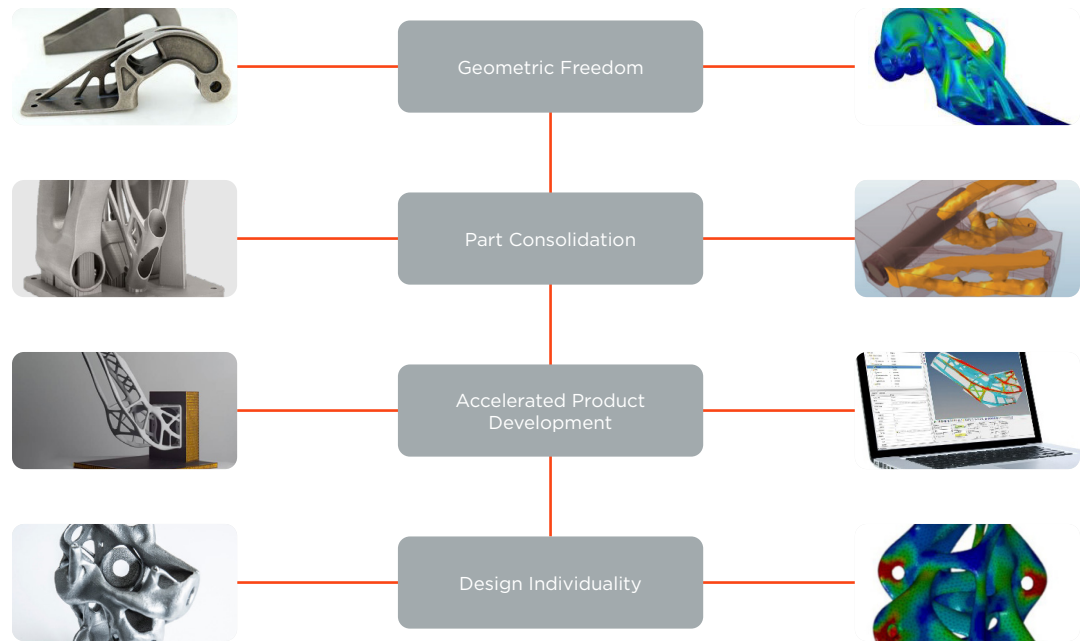 Geometric Freedom
Part Consolidation
Accelerated Product
Development
Design Individuality